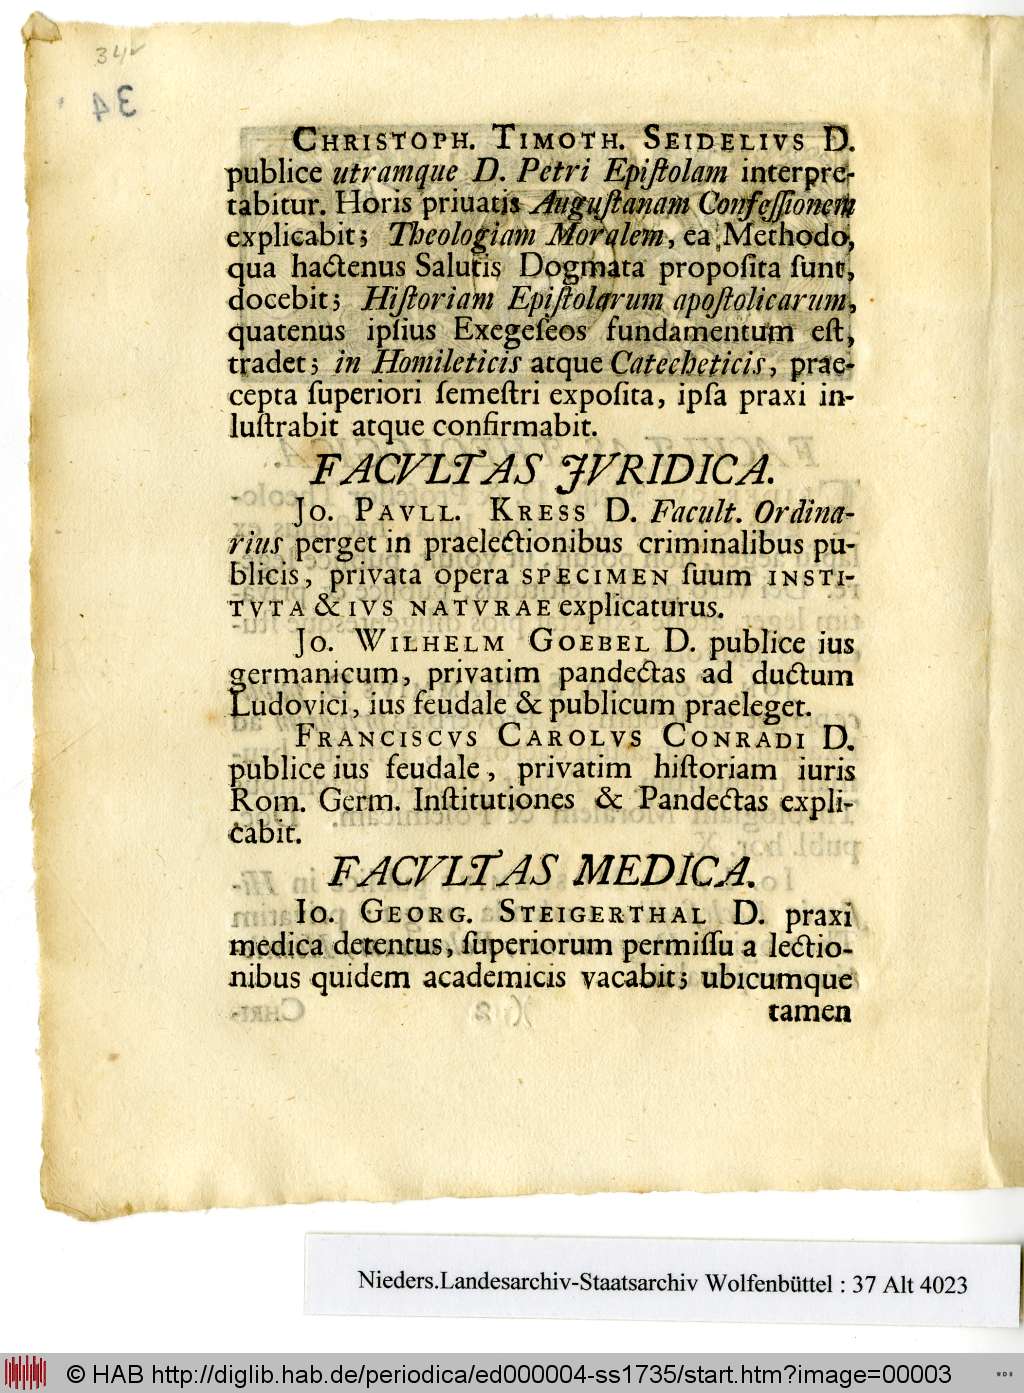 34v
34
CHRISTOPH. TIMOTH. SEIDELIVS D.
publice utramque D. Petri Epiſtolam interpre-
tabitur. Horis priuatis Auguſtanam Confeſſionem
explicabit; Theologiam Moralem, ea Methodo,
qua hactenus Salutis Dogmata propoſita ſunt,
docebit; Hiſtoriam Epiſtolarum apoſtolicarum,
quatenus ipſius Exegeſeos fundamentum eſt,
tradet; in Homileticis atque Catecheticis, prae-
cepta ſuperiori ſemeſtri expoſita, ipſa praxi in-
luſtrabit atque confirmabit.
FACVLTAS JVRIDICA.
JO. PAVLL. KRESS D. Facult. Ordina-
rius perget in praelectionibus criminalibus pu-
blicis, privata opera SPECIMEN ſuum INSTI-
TVTA & IVS NATVRAE explicaturus.
JO. WILHELM GOEBEL D. publice ius
germanicum, privatim pandectas ad ductum
Ludovici, ius feudale & publicum praeleget.
FRANCISCVS CAROLVS CONRADI D.
publice ius feudale, privatim hiſtoriam iuris
Rom. Germ. Inſtitutiones & Pandectas expli-
cabit.
FACVLTAS MEDICA.
IO. GEORG. STEIGERTHAL D. praxi
medica detentus, ſuperiorum permiſſu a lectio-
nibus quidem academicis vacabit; ubicumque
tamen
Nieders.Landesarchiv-Staatsarchiv Wolfenbüttel : 37 Alt 4023
© HAB http://diglib.hab.de/periodica/ed000004-ss1735/start.htm?image=00003